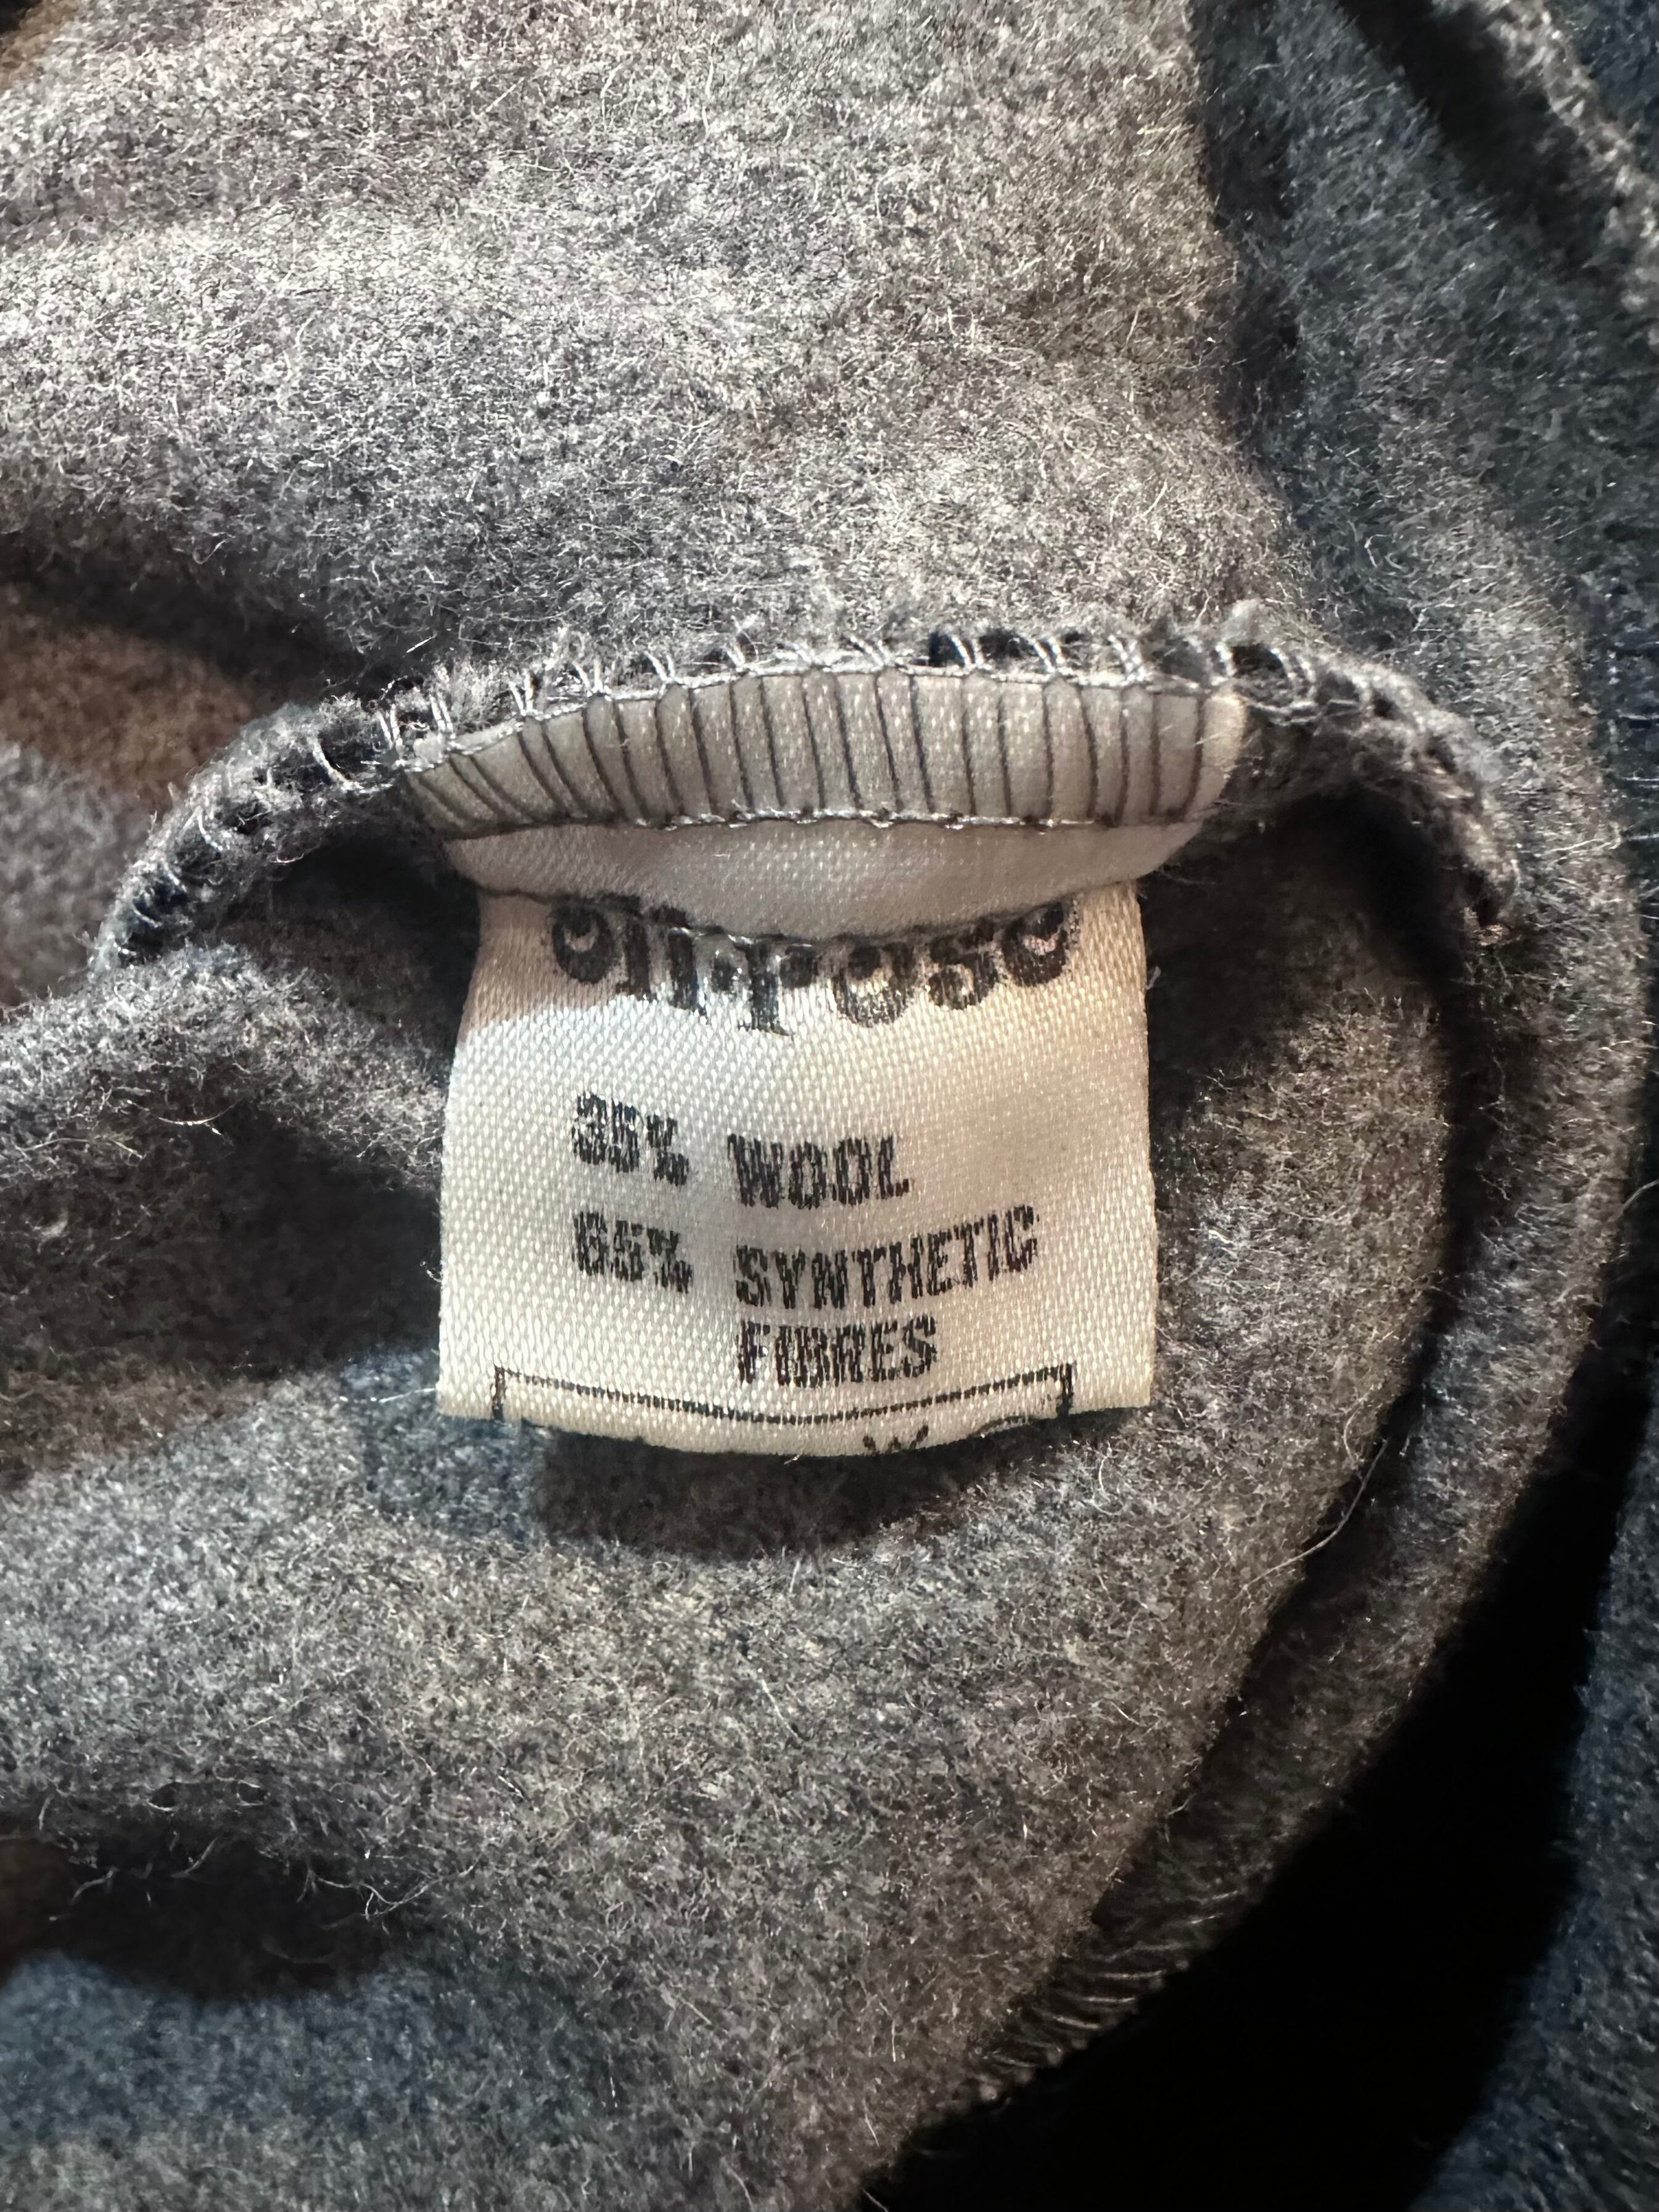 35% WOOL
65% SYNTHETIC
FIBRES